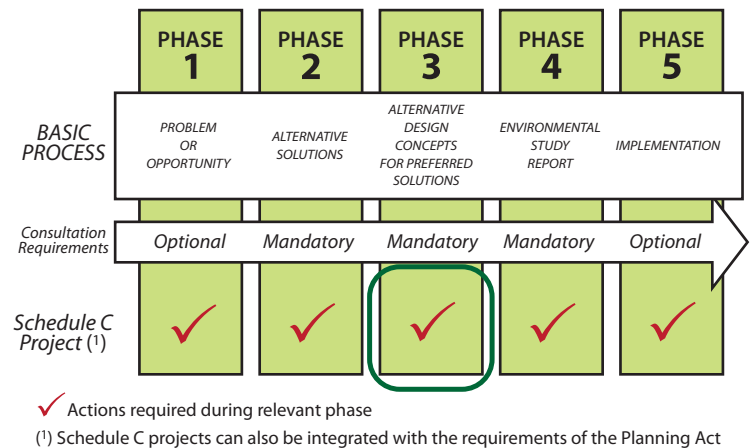 PHASE 1
PHASE 2
PHASE 3
PHASE 4
PHASE 5
BASIC
PROCESS
PROBLEM
OR
OPPORTUNITY
ALTERNATIVE
SOLUTIONS
ALTERNATIVE
DESIGN
CONCEPTS
FOR PREFERRED
SOLUTIONS
ENVIRONMENTAL
STUDY
REPORT
IMPLEMENTATION
Consultation
Requirements
Optional
Mandatory
Mandatory
Mandatory
Optional
Schedule C
Project (¹)
Actions required during relevant phase
(¹) Schedule C projects can also be integrated with the requirements of the Planning Act